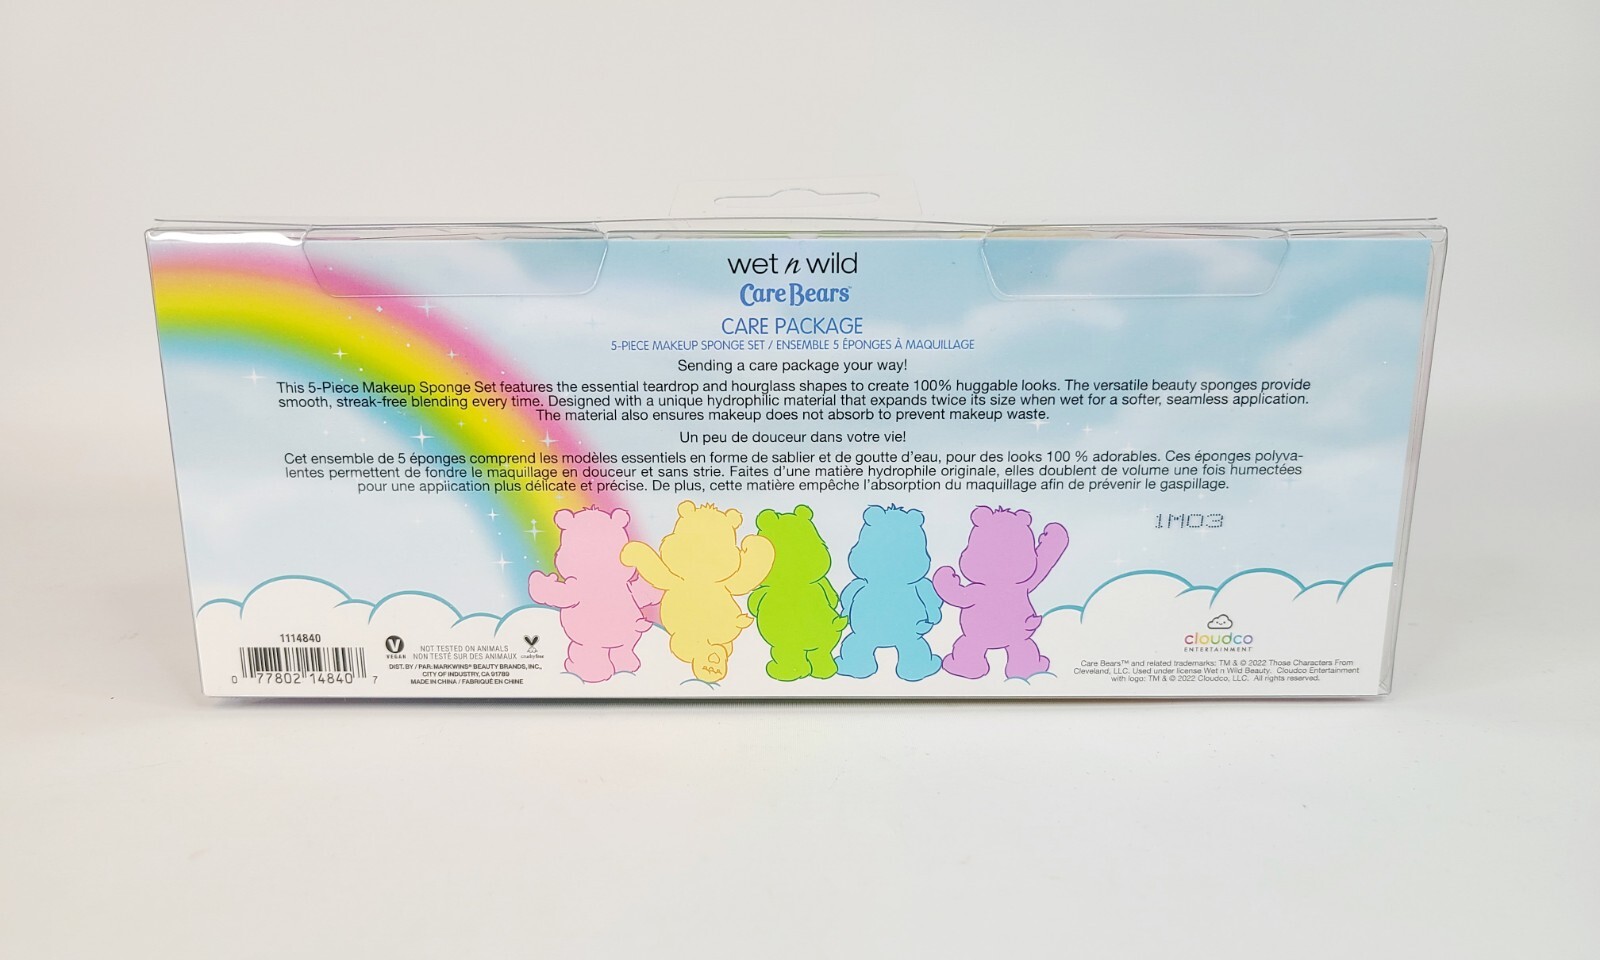 wet n wild
Care Bears™
CARE PACKAGE
5-PIECE MAKEUP SPONGE SET / ENSEMBLE 5 ÉPONGES À MAQUILLAGE
Sending a care package your way!
This 5-Piece Makeup Sponge Set features the essential teardrop and hourglass shapes to create 100% huggable looks. The versatile beauty sponges provide
smooth, streak-free blending every time. Designed with a unique hydrophilic material that expands twice its size when wet for a softer, seamless application.
The material also ensures makeup does not absorb to prevent makeup waste.
Un peu de douceur dans votre vie!
Cet ensemble de 5 éponges comprend les modèles essentiels en forme de sablier et de goutte d'eau, pour des looks 100 % adorables. Ces éponges polyva-
lentes permettent de fondre le maquillage en douceur et sans strie. Faites d'une matière hydrophile originale, elles doublent de volume une fois humectées
pour une application plus délicate et précise. De plus, cette matière empêche l'absorption du maquillage afin de prévenir le gaspillage.
1M03
1114840
0 77802 14840 7
V
VEGAN
NOT TESTED ON ANIMALS
NON TESTÉ SUR DES ANIMAUX
crueltyfree
DIST. BY / PAR: MARKWINS® BEAUTY BRANDS, INC.,
CITY OF INDUSTRY, CA 91789
MADE IN CHINA / FABRIQUÉ EN CHINE
cloudco
ENTERTAINMENT
Care Bears™ and related trademarks: TM & © 2022 Those Characters From
Cleveland, LLC. Used under license Wet n Wild Beauty. Cloudco Entertainment
with logo: TM & © 2022 Cloudco, LLC. All rights reserved.